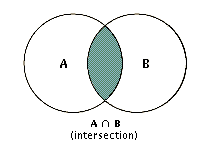 A B
A ∩ B
(intersection)